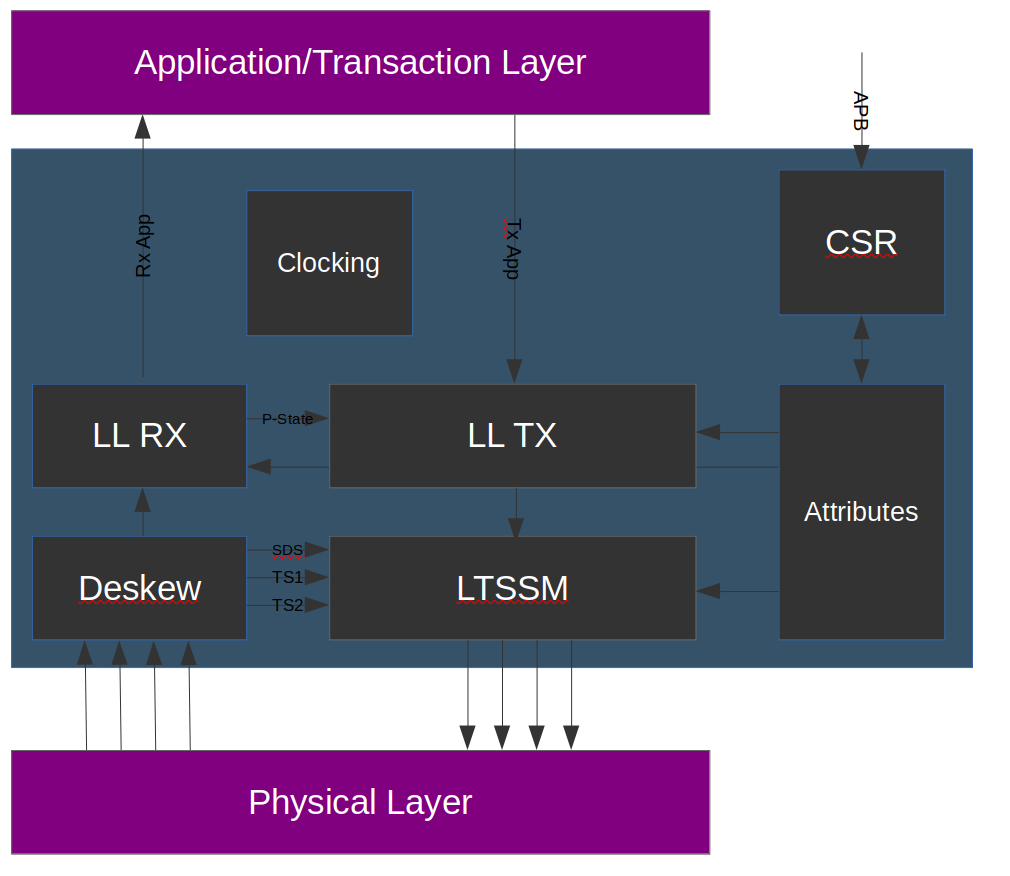 Application/Transaction Layer
APB
Rx App
Tx App
Clocking
CSR
LL RX
P-State
LL TX
Attributes
Deskew
SDS
TS1
TS2
LTSSM
Physical Layer